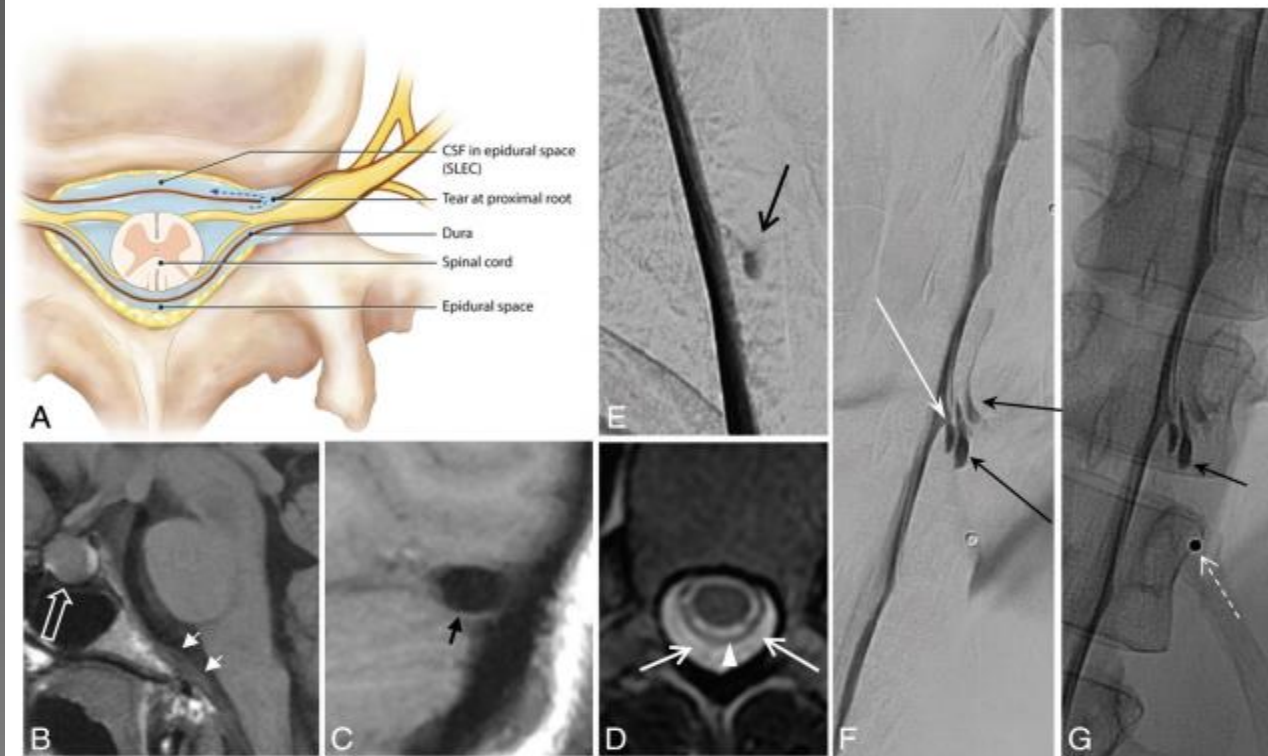 CSF in epidural space
(SLEC)
Tear at proximal root
Dura
Spinal cord
Epidural space
A
B
C
D
E
F
G